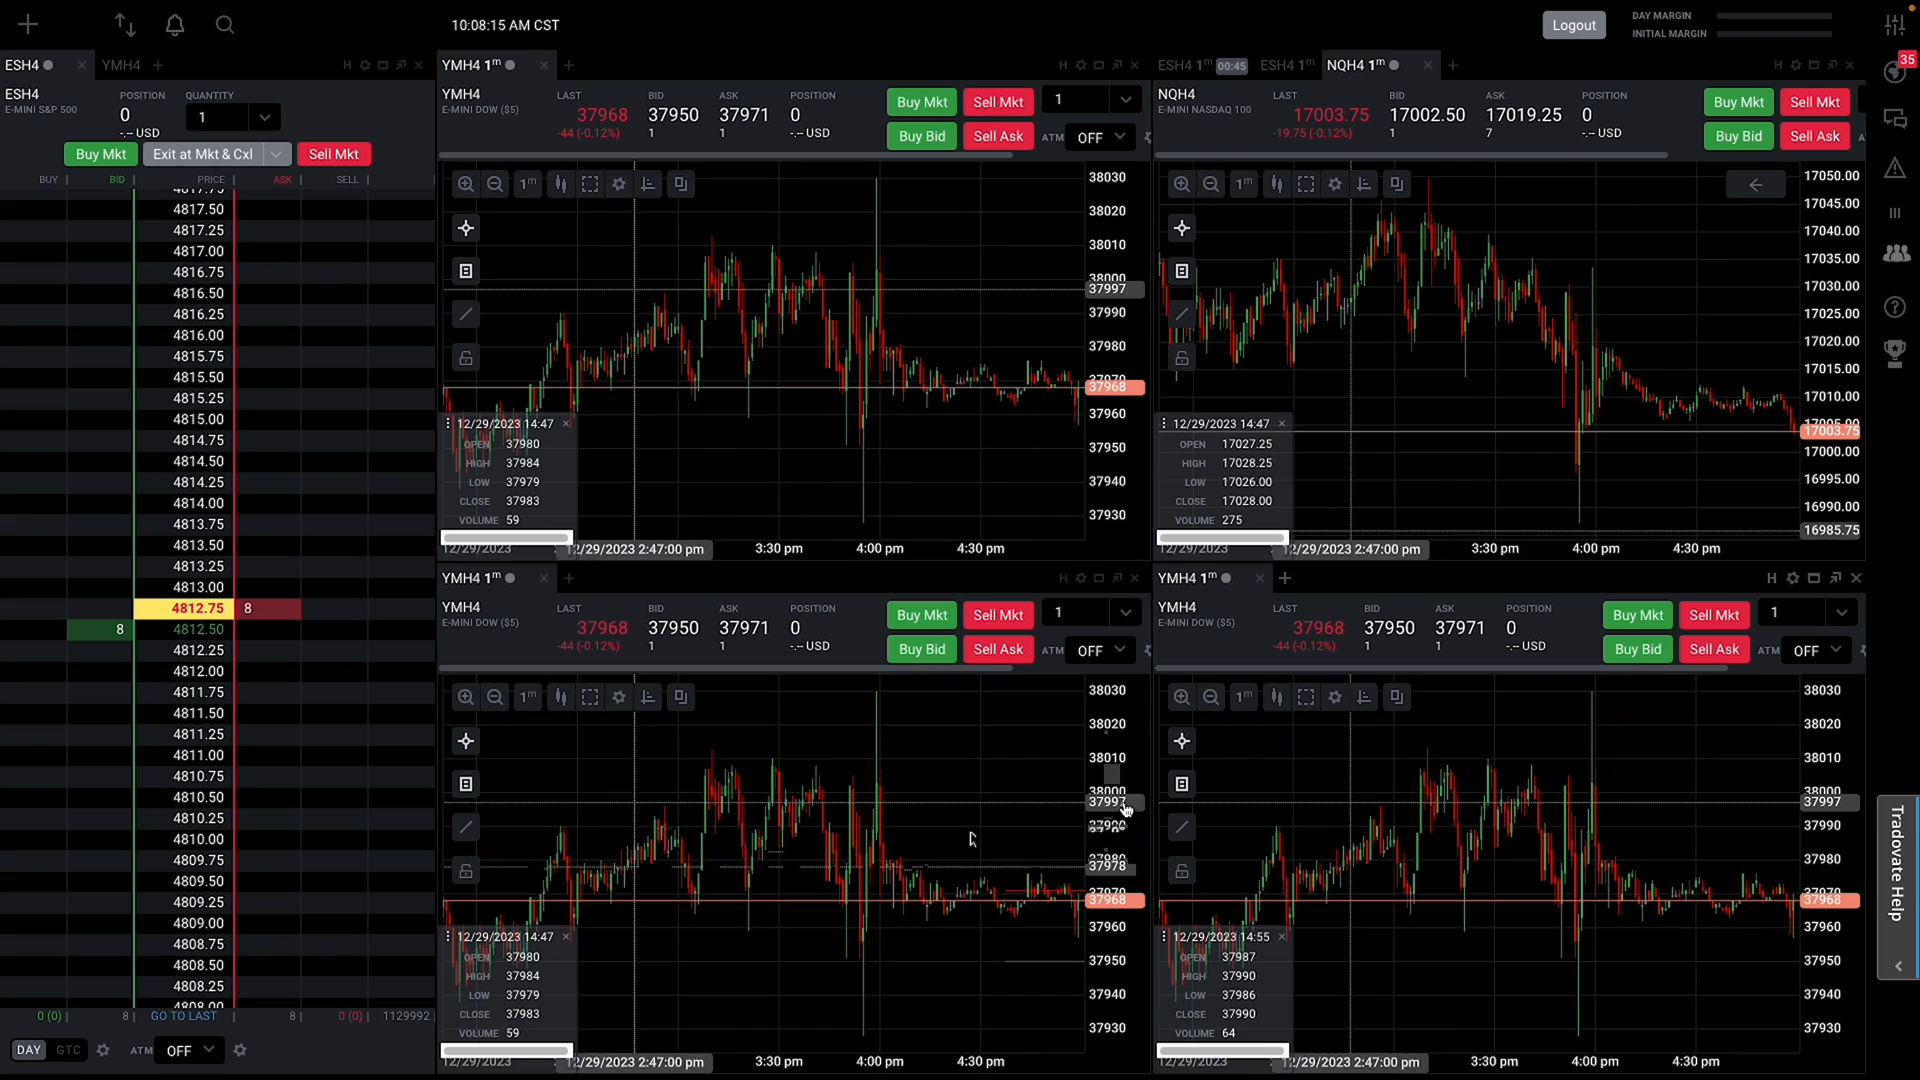 10:08:15 AM CST
Logout
DAY MARGIN
INITIAL MARGIN
35
ESH4
YMH4
ESH4
E-MINI S&P 500
POSITION
0
-.-- USD
QUANTITY
1
Buy Mkt
Exit at Mkt & Cxl
Sell Mkt
BUY
BID
PRICE
ASK
SELL
4817.75
4817.50
4817.25
4817.00
4816.75
4816.50
4816.25
4816.00
4815.75
4815.50
4815.25
4815.00
4814.75
4814.50
4814.25
4814.00
4813.75
4813.50
4813.25
4813.00
4812.75 8
8 4812.50
4812.25
4812.00
4811.75
4811.50
4811.25
4811.00
4810.75
4810.50
4810.25
4810.00
4809.75
4809.50
4809.25
4809.00
4808.75
4808.50
4808.25
4808.00
0 (0) 8 GO TO LAST 8 0 (0) 1129992
DAY GTC ATM OFF
YMH4 1m
H
YMH4
E-MINI DOW ($5)
LAST
37968
-44 (-0.12%)
BID
37950
1
ASK
37971
1
POSITION
0
-.-- USD
Buy Mkt
Sell Mkt
Buy Bid
Sell Ask
1
ATM OFF
1m
38030
38020
38010
38000
37997
37990
37980
37970
37968
37960
37950
37940
37930
12/29/2023 14:47
OPEN 37980
HIGH 37984
LOW 37979
CLOSE 37983
VOLUME 59
12/29/2023
12/29/2023 2:47:00 pm
3:30 pm
4:00 pm
4:30 pm
ESH4 1m 00:45
ESH4 1m
NQH4 1m
H
NQH4
E-MINI NASDAQ 100
LAST
17003.75
-19.75 (-0.12%)
BID
17002.50
1
ASK
17019.25
7
POSITION
0
-.-- USD
Buy Mkt
Sell Mkt
Buy Bid
Sell Ask
1m
17050.00
17045.00
17040.00
17035.00
17030.00
17025.00
17020.00
17015.00
17010.00
17005.00
17003.75
17000.00
16995.00
16990.00
16985.75
12/29/2023 14:47
OPEN 17027.25
HIGH 17028.25
LOW 17026.00
CLOSE 17028.00
VOLUME 275
12/29/2023
12/29/2023 2:47:00 pm
3:30 pm
4:00 pm
4:30 pm
YMH4 1m
H
YMH4
E-MINI DOW ($5)
LAST
37968
-44 (-0.12%)
BID
37950
1
ASK
37971
1
POSITION
0
-.-- USD
Buy Mkt
Sell Mkt
Buy Bid
Sell Ask
1
ATM OFF
1m
38030
38020
38010
38000
37997
37990
37980
37978
37970
37968
37960
37950
37940
37930
12/29/2023 14:47
OPEN 37980
HIGH 37984
LOW 37979
CLOSE 37983
VOLUME 59
12/29/2023
12/29/2023 2:47:00 pm
3:30 pm
4:00 pm
4:30 pm
YMH4 1m
H
YMH4
E-MINI DOW ($5)
LAST
37968
-44 (-0.12%)
BID
37950
1
ASK
37971
1
POSITION
0
-.-- USD
Buy Mkt
Sell Mkt
Buy Bid
Sell Ask
1
ATM OFF
1m
38030
38020
38010
38000
37997
37990
37980
37970
37968
37960
37950
37940
37930
12/29/2023 14:55
OPEN 37987
HIGH 37990
LOW 37986
CLOSE 37990
VOLUME 64
12/29/2023
12/29/2023 2:47:00 pm
3:30 pm
4:00 pm
4:30 pm
Tradovate Help